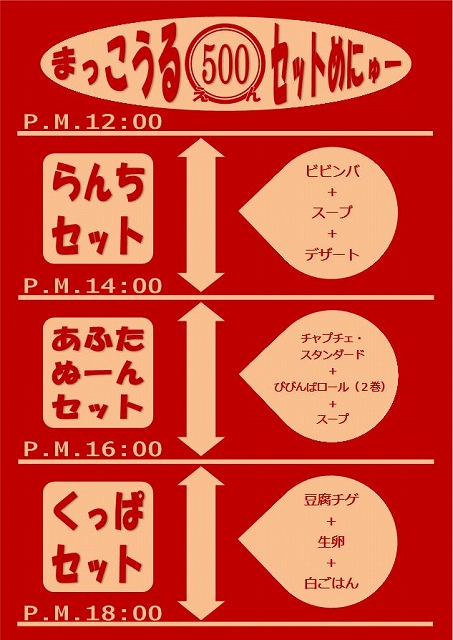 まっこうる500えんセットめにゅー
P.M.12:00
らんち
セット
ビビンバ
+
スープ
+
デザート
P.M.14:00
あふた
ぬーん
セット
チャプチェ・
スタンダード
+
びびんばロール（2巻）
+
スープ
P.M.16:00
くっぱ
セット
豆腐チゲ
+
生卵
+
白ごはん
P.M.18:00